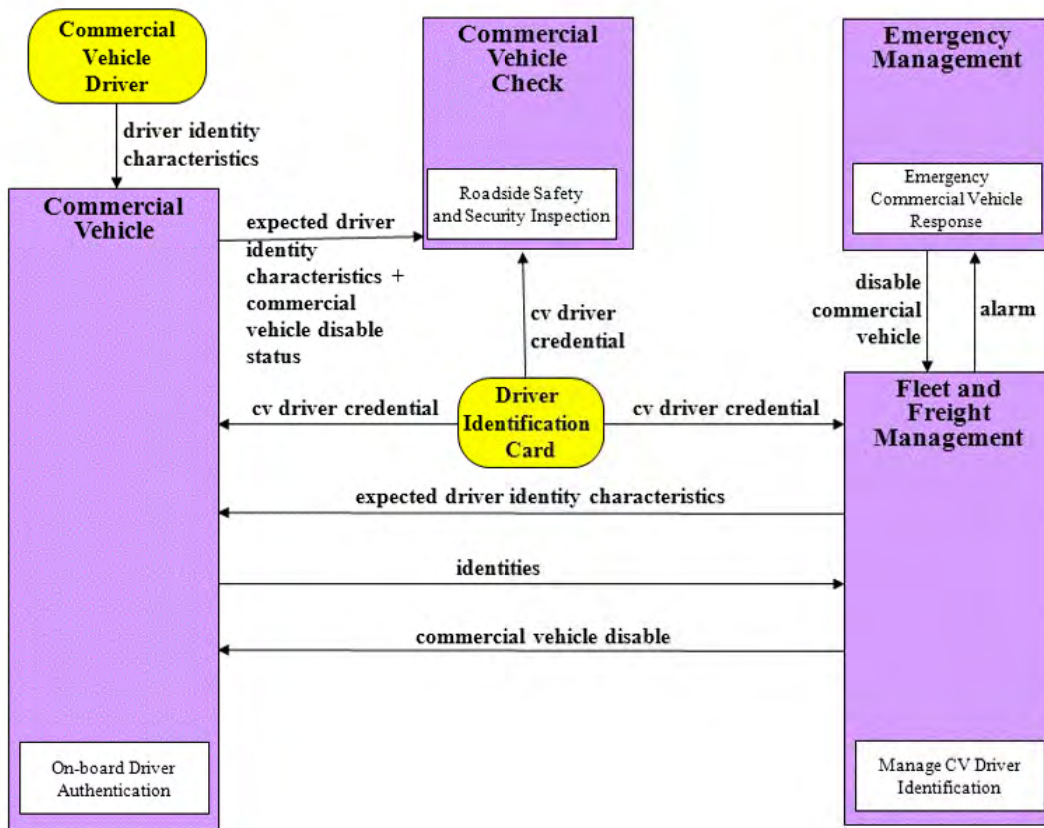 Commercial
Vehicle
Driver
Commercial
Vehicle
Check
Emergency
Management
driver identity
characteristics
Roadside Safety
and Security Inspection
Emergency
Commercial Vehicle
Response
Commercial
Vehicle
expected driver
identity
characteristics +
commercial
vehicle disable
status
cv driver
credential
disable
commercial
vehicle
alarm
cv driver credential
Driver
Identification
Card
cv driver credential
Fleet and
Freight
Management
expected driver identity characteristics
identities
commercial vehicle disable
On-board Driver
Authentication
Manage CV Driver
Identification